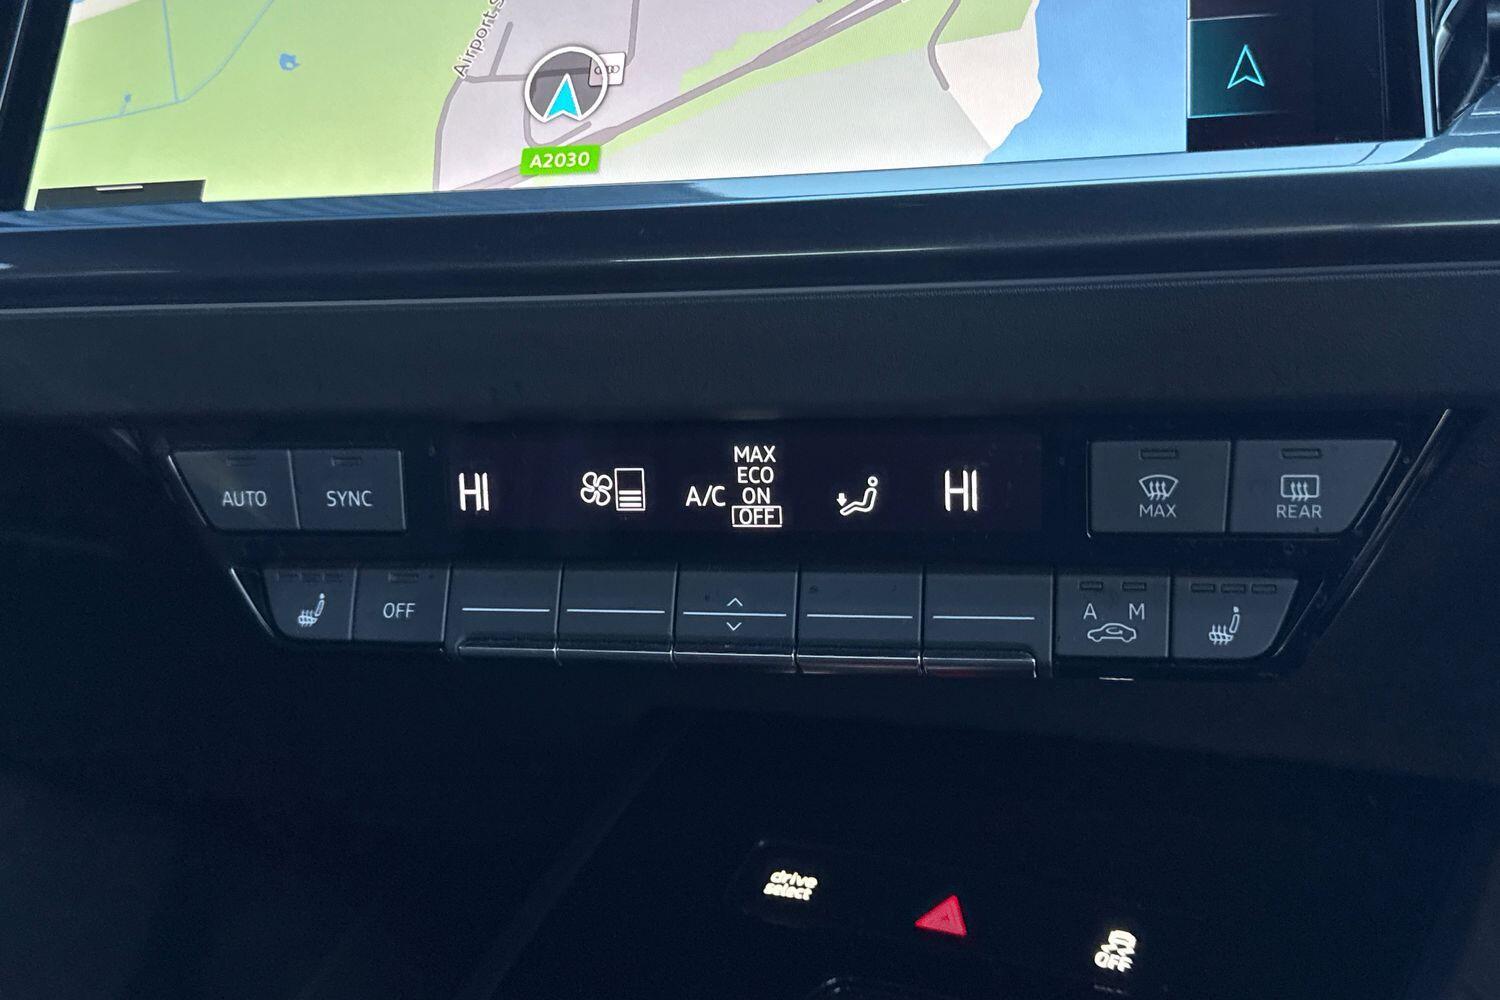 Airport S
A2030
MAX
ECO
HI A/C ON HI
OFF
AUTO SYNC
MAX REAR
OFF
A M
drive
select
OFF